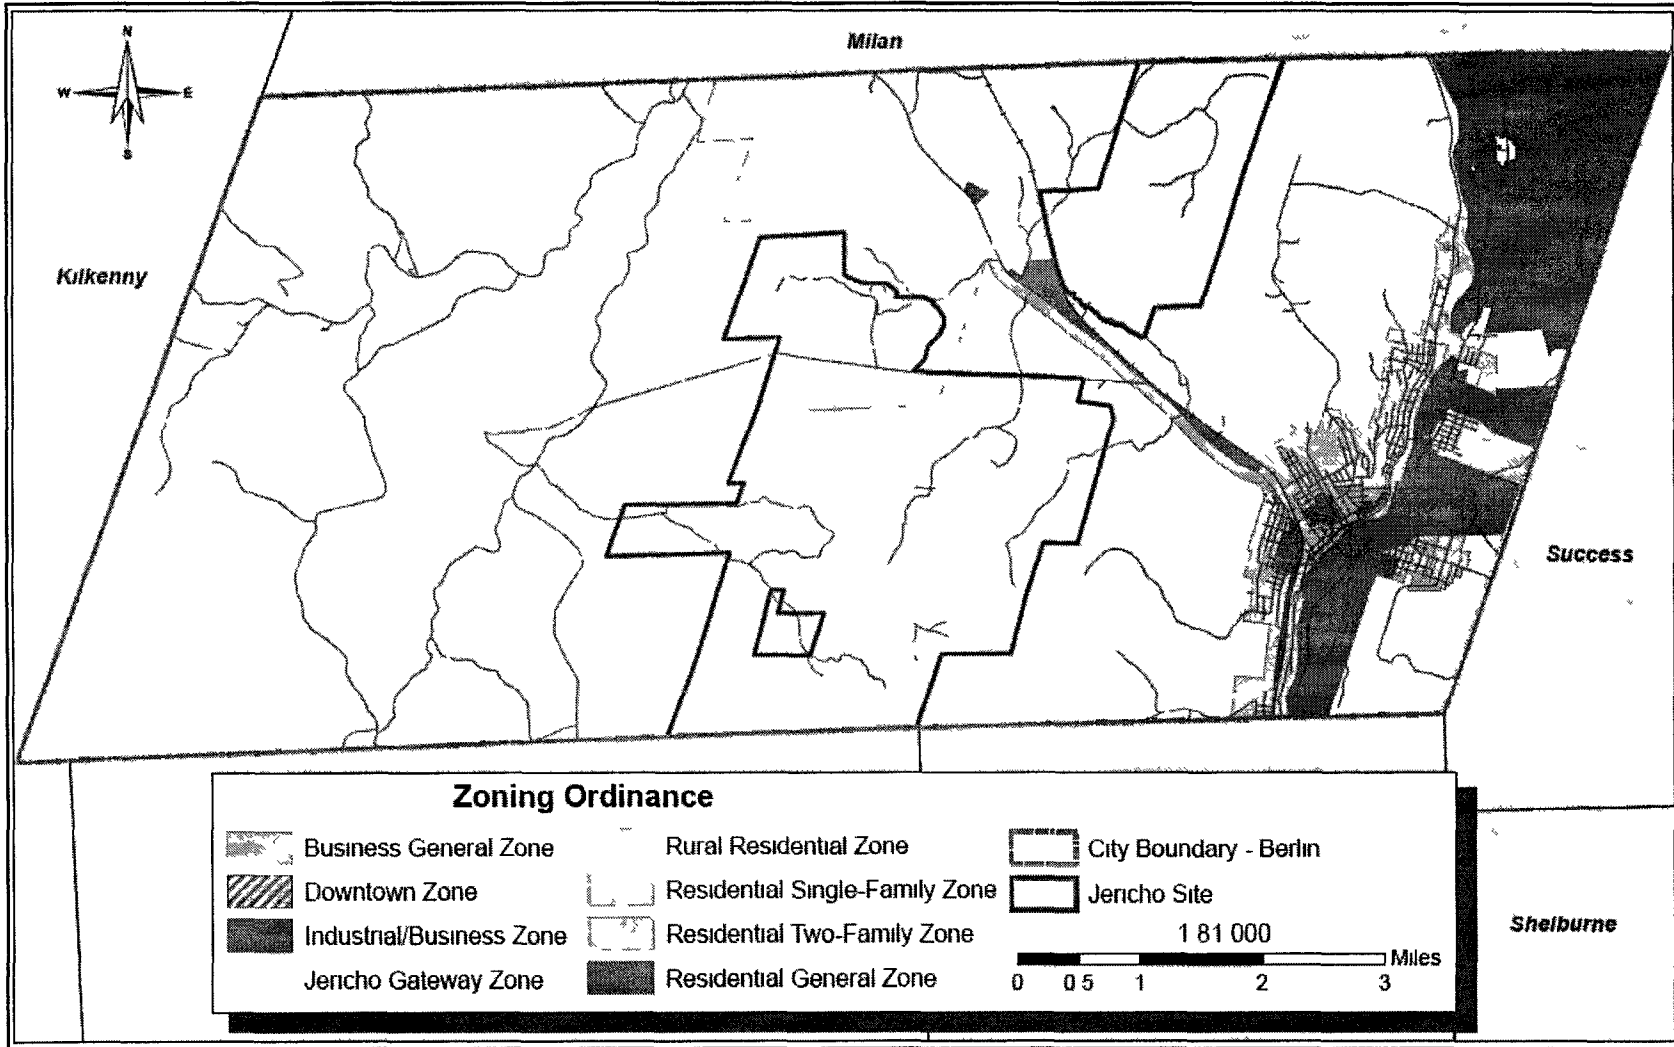 Milan
N
W E
S
Kilkenny
Success
Zoning Ordinance
Business General Zone
Downtown Zone
Industrial/Business Zone
Jericho Gateway Zone
Rural Residential Zone
Residential Single-Family Zone
Residential Two-Family Zone
Residential General Zone
City Boundary - Berlin
Jericho Site
1 81 000
Miles
0 0 5 1 2 3
Shelburne